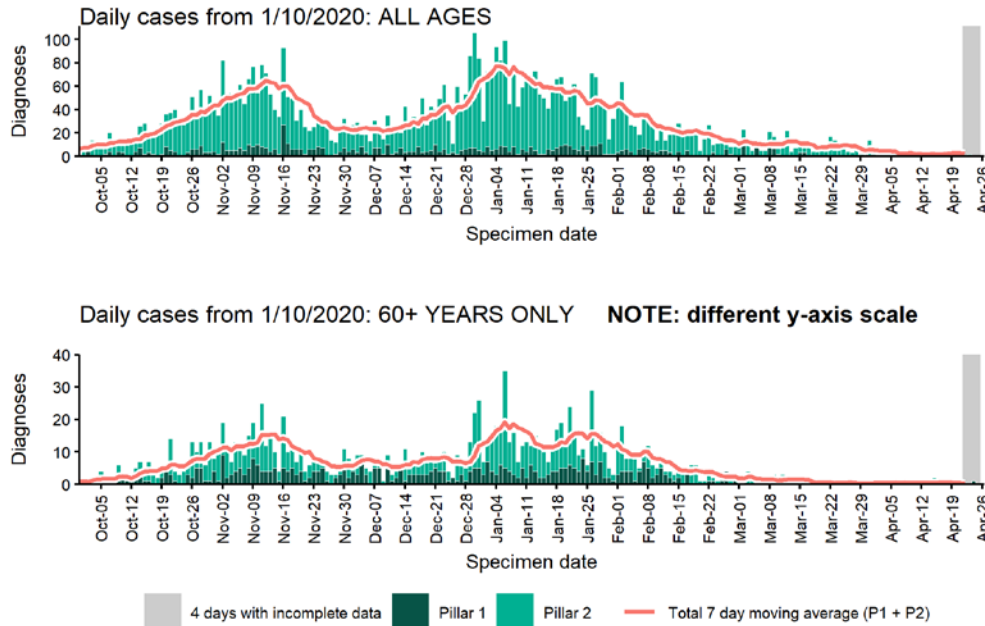 Daily cases from 1/10/2020: ALL AGES
Diagnoses
100
80
60
40
20
0
Oct-05
Oct-12
Oct-19
Oct-26
Nov-02
Nov-09
Nov-16
Nov-23
Nov-30
Dec-07
Dec-14
Dec-21
Dec-28
Jan-04
Jan-11
Jan-18
Jan-25
Feb-01
Feb-08
Feb-15
Feb-22
Mar-01
Mar-08
Mar-15
Mar-22
Mar-29
Apr-05
Apr-12
Apr-19
Apr-26
Specimen date
Daily cases from 1/10/2020: 60+ YEARS ONLY NOTE: different y-axis scale
Diagnoses
40
30
20
10
0
Oct-05
Oct-12
Oct-19
Oct-26
Nov-02
Nov-09
Nov-16
Nov-23
Nov-30
Dec-07
Dec-14
Dec-21
Dec-28
Jan-04
Jan-11
Jan-18
Jan-25
Feb-01
Feb-08
Feb-15
Feb-22
Mar-01
Mar-08
Mar-15
Mar-22
Mar-29
Apr-05
Apr-12
Apr-19
Apr-26
Specimen date
4 days with incomplete data Pillar 1 Pillar 2 Total 7 day moving average (P1 + P2)